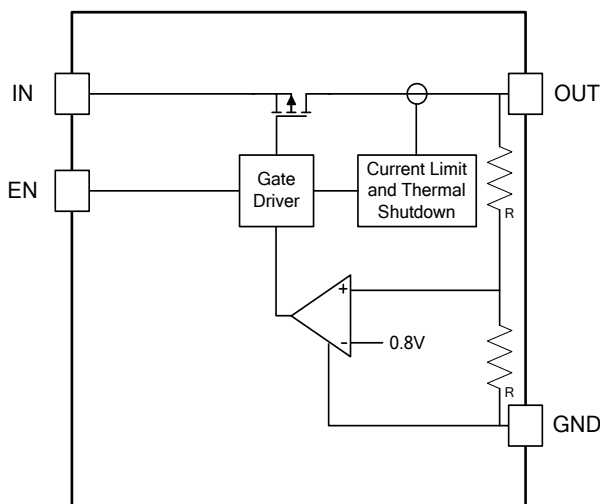 IN
OUT
EN
Gate
Driver
Current Limit
and Thermal
Shutdown
R
+
-
0.8V
R
GND